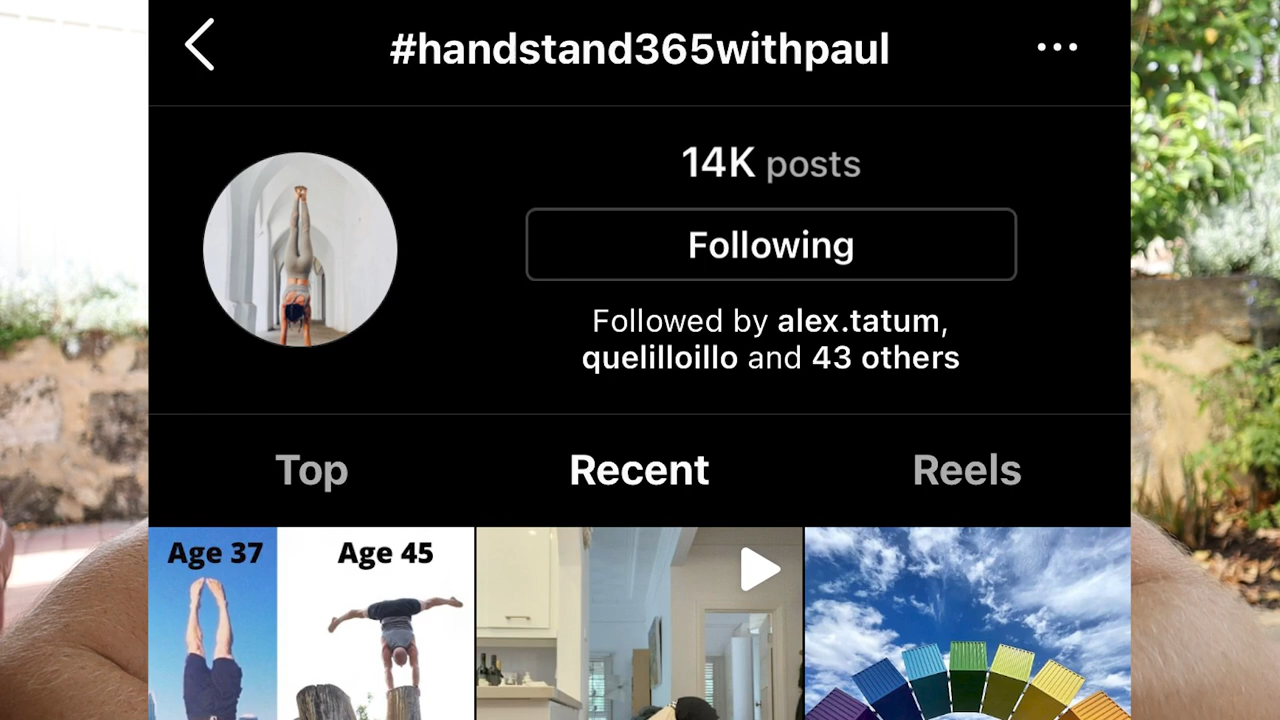 #handstand365withpaul
14K posts
Following
Followed by alex.tatum,
quelilloillo and 43 others
Top
Recent
Reels
Age 37
Age 45